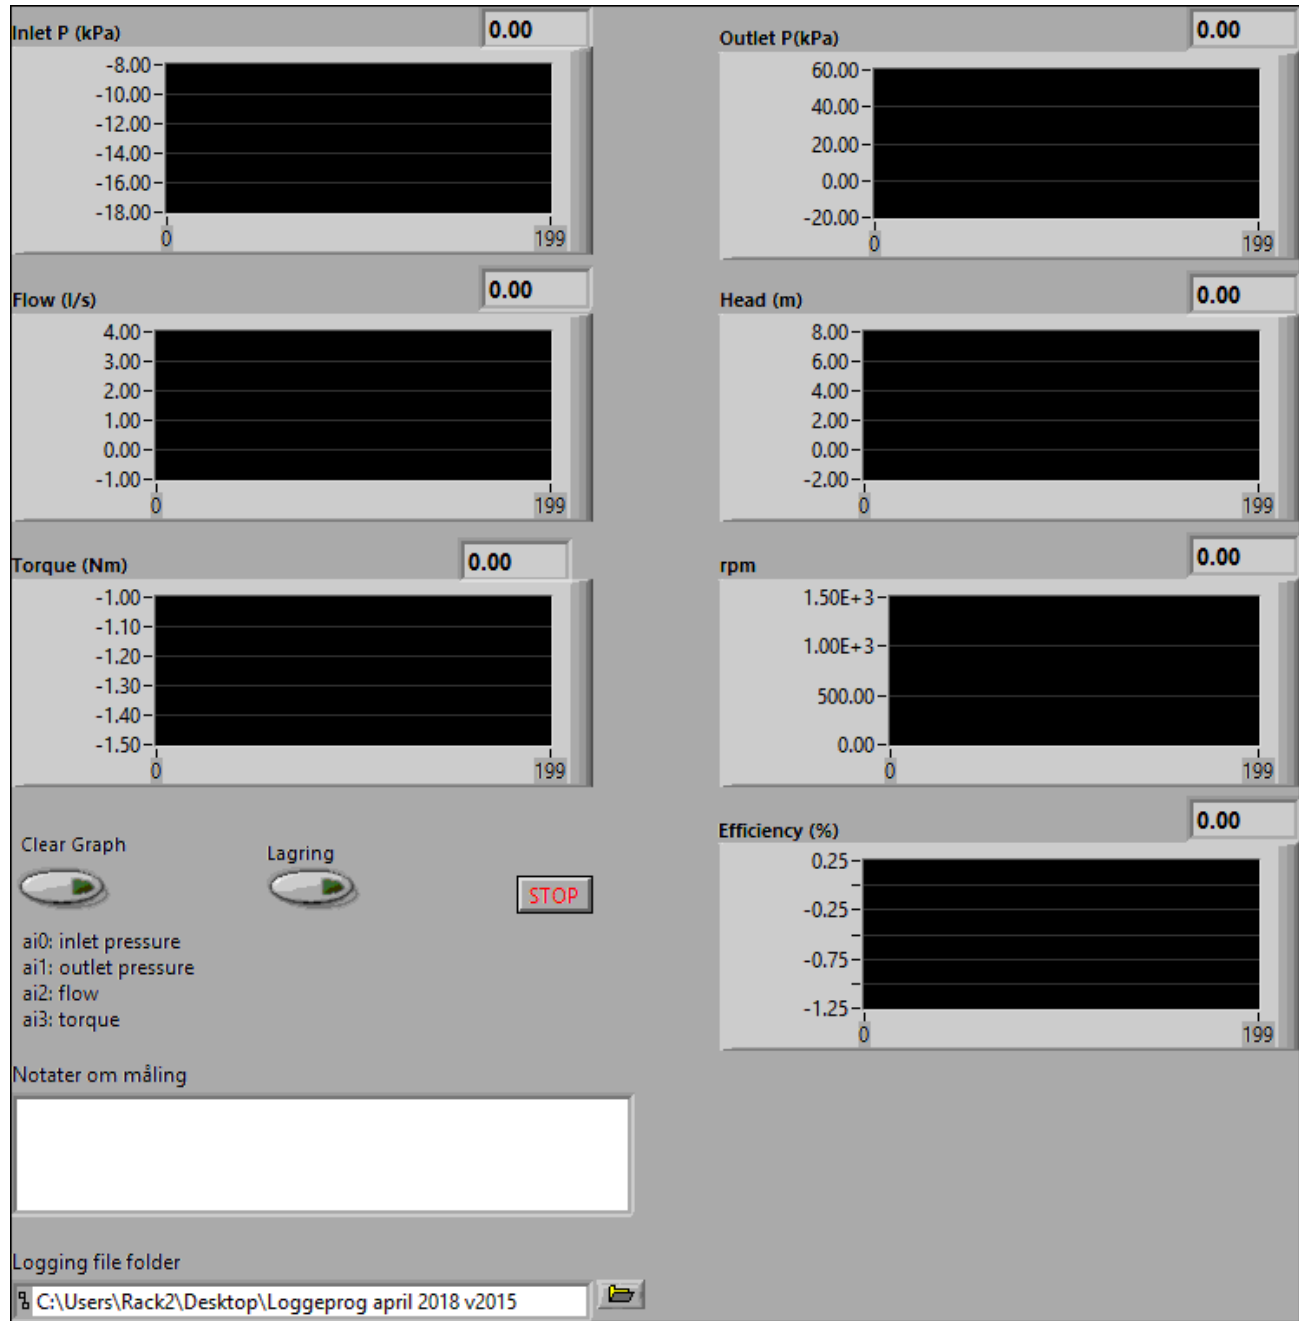 Inlet P (kPa)
0.00
-8.00
-10.00
-12.00
-14.00
-16.00
-18.00
0
199
Outlet P(kPa)
0.00
60.00
40.00
20.00
0.00
-20.00
0
199
Flow (l/s)
0.00
4.00
3.00
2.00
1.00
0.00
-1.00
0
199
Head (m)
0.00
8.00
6.00
4.00
2.00
0.00
-2.00
0
199
Torque (Nm)
0.00
-1.00
-1.10
-1.20
-1.30
-1.40
-1.50
0
199
rpm
0.00
1.50E+3
1.00E+3
500.00
0.00
0
199
Clear Graph
Lagring
STOP
ai0: inlet pressure
ai1: outlet pressure
ai2: flow
ai3: torque
Efficiency (%)
0.00
0.25
-0.25
-0.75
-1.25
0
199
Notater om måling
Logging file folder
C:\Users\Rack2\Desktop\Loggeprog april 2018 v2015